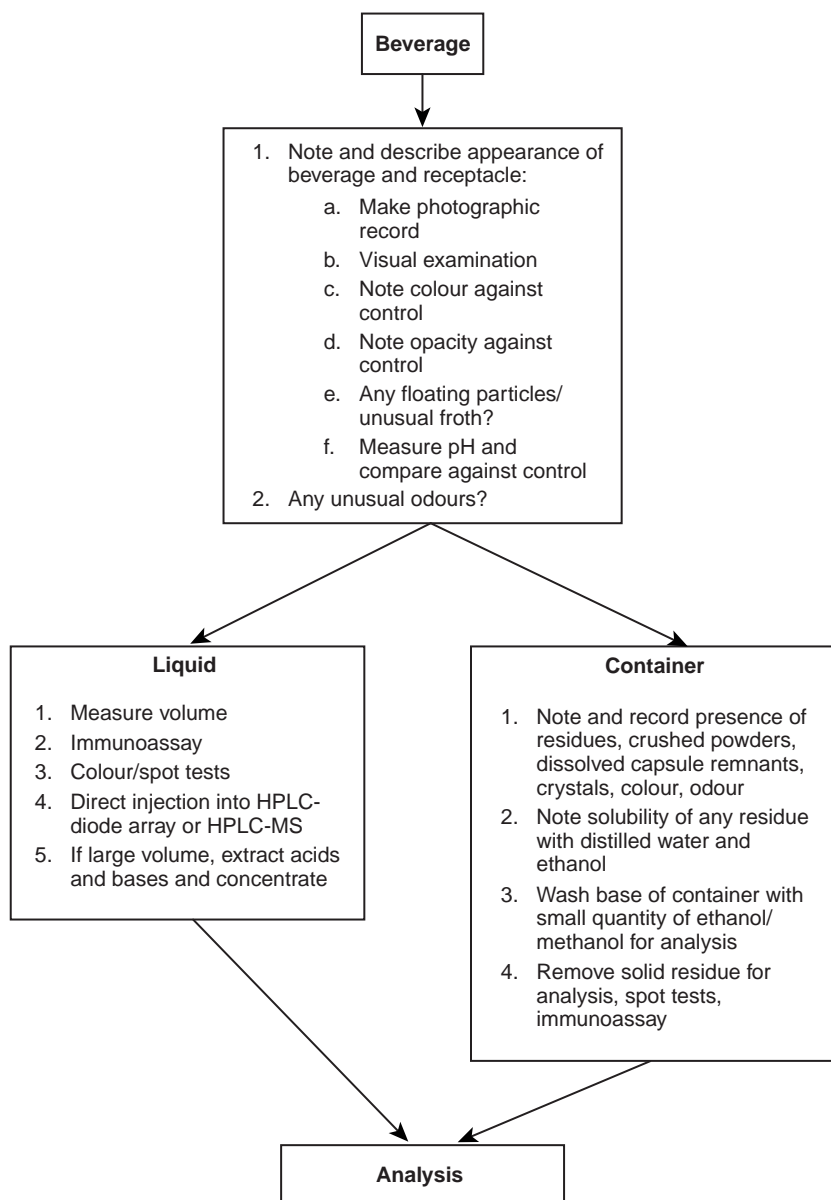 Beverage
1. Note and describe appearance of
beverage and receptacle:
a. Make photographic
record
b. Visual examination
c. Note colour against
control
d. Note opacity against
control
e. Any floating particles/
unusual froth?
f. Measure pH and
compare against control
2. Any unusual odours?
Liquid
1. Measure volume
2. Immunoassay
3. Colour/spot tests
4. Direct injection into HPLC-
diode array or HPLC-MS
5. If large volume, extract acids
and bases and concentrate
Container
1. Note and record presence of
residues, crushed powders,
dissolved capsule remnants,
crystals, colour, odour
2. Note solubility of any residue
with distilled water and
ethanol
3. Wash base of container with
small quantity of ethanol/
methanol for analysis
4. Remove solid residue for
analysis, spot tests,
immunoassay
Analysis